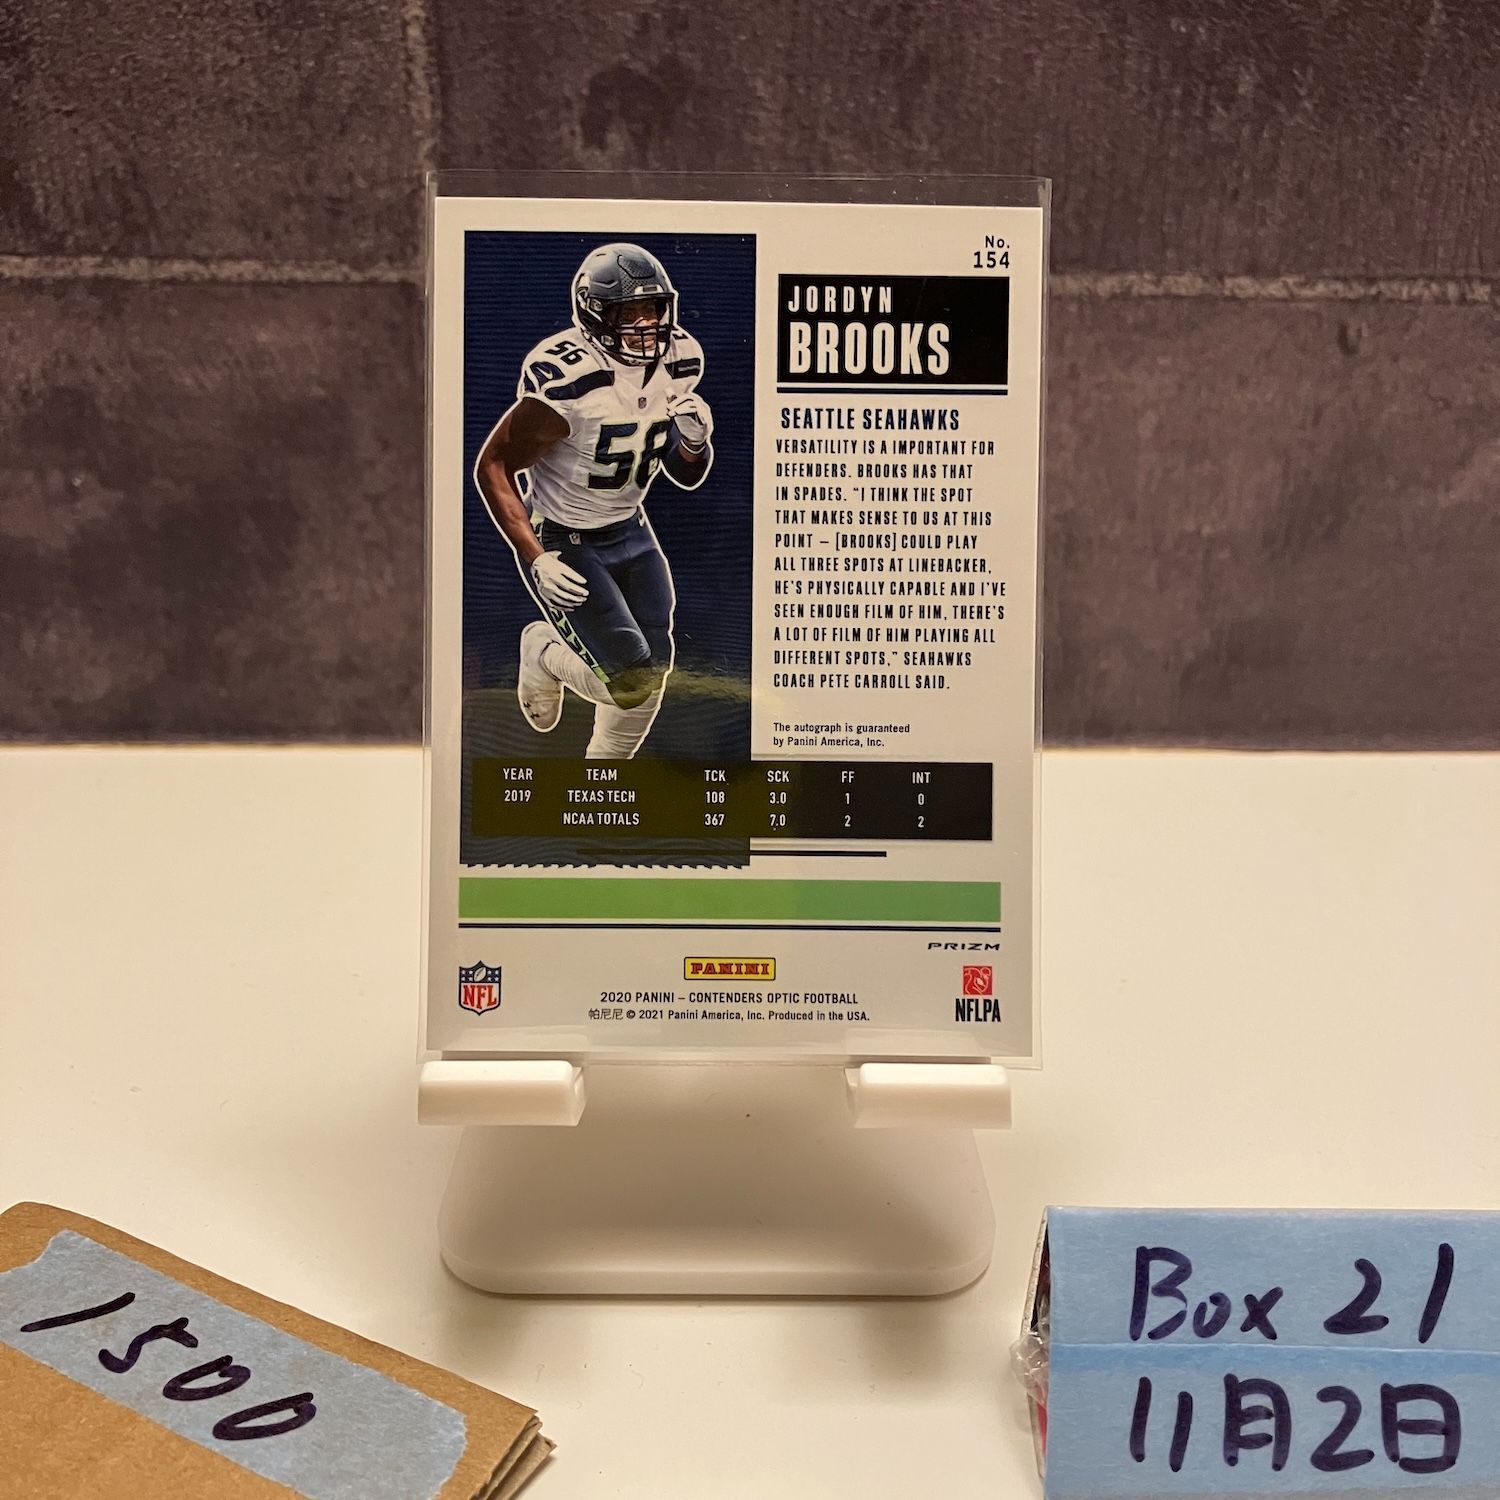 No.
154
JORDYN
BROOKS
SEATTLE SEAHAWKS
VERSATILITY IS A IMPORTANT FOR
DEFENDERS. BROOKS HAS THAT
IN SPADES. "I THINK THE SPOT
THAT MAKES SENSE TO US AT THIS
POINT – [BROOKS] COULD PLAY
ALL THREE SPOTS AT LINEBACKER,
HE'S PHYSICALLY CAPABLE AND I'VE
SEEN ENOUGH FILM OF HIM, THERE'S
A LOT OF FILM OF HIM PLAYING ALL
DIFFERENT SPOTS," SEAHAWKS
COACH PETE CARROLL SAID.
The autograph is guaranteed
by Panini America, Inc.
56
56
YEAR TEAM TCK SCK FF INT
2019 TEXAS TECH 108 3.0 1 0
NCAA TOTALS 367 7.0 2 2
PRIZM
NFL
PANINI
NFLPA
2020 PANINI – CONTENDERS OPTIC FOOTBALL
帕尼尼 © 2021 Panini America, Inc. Produced in the USA.
1500
Box 21
11月2日